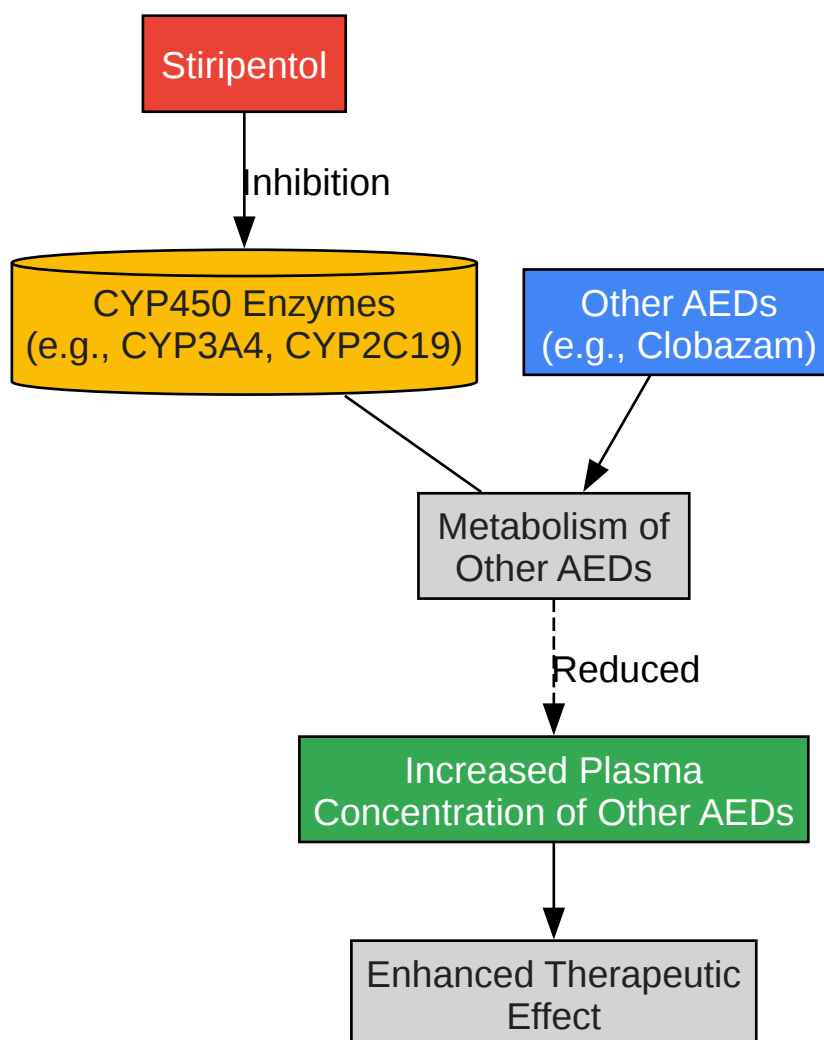 Stiripentol
Inhibition
CYP450 Enzymes
(e.g., CYP3A4, CYP2C19)
Other AEDs
(e.g., Clobazam)
Metabolism of
Other AEDs
Reduced
Increased Plasma
Concentration of Other AEDs
Enhanced Therapeutic
Effect